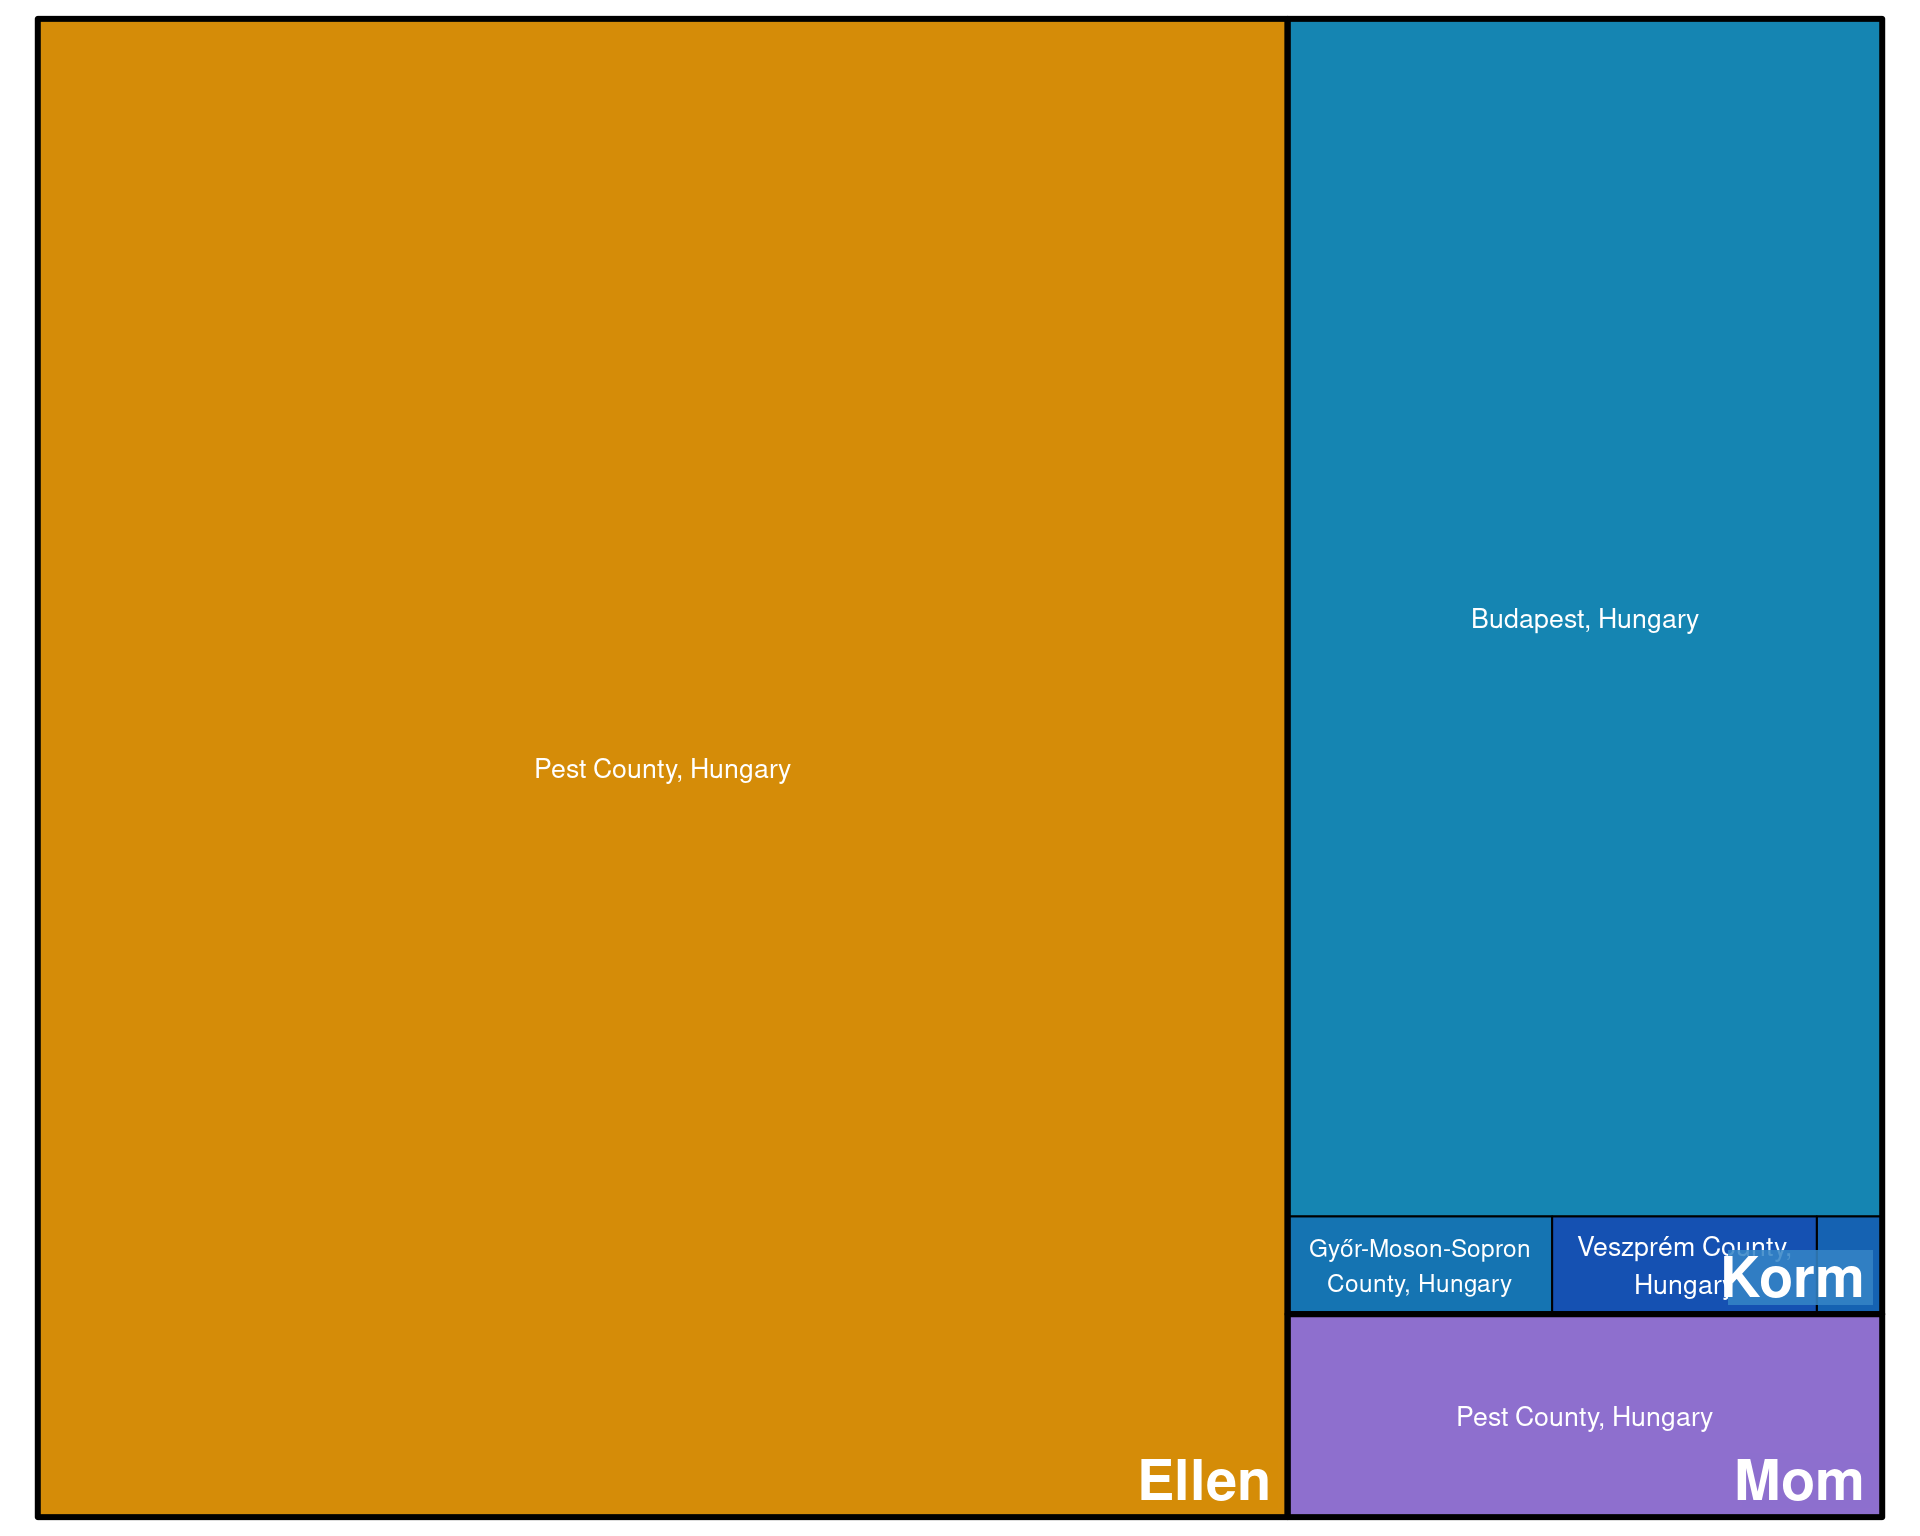 Pest County, Hungary
Ellen
Budapest, Hungary
Győr-Moson-Sopron
County, Hungary
Veszprém County,
Hungary
Korm
Pest County, Hungary
Mom